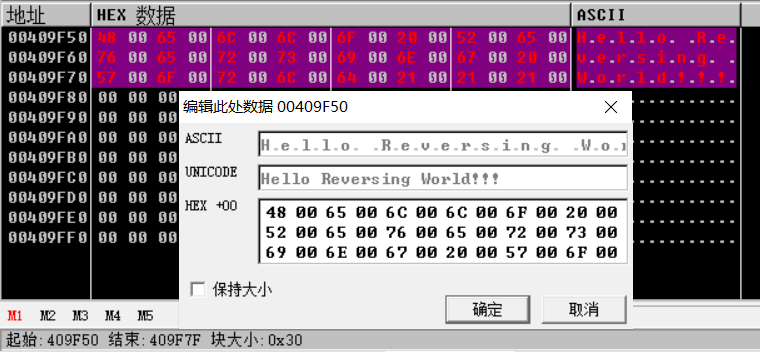 地址 HEX 数据 ASCII
00409F50 48 00 65 00 6C 00 6C 00 6F 00 20 00 52 00 65 00 H.e.l.l.o. .R.e.
00409F60 76 00 65 00 72 00 73 00 69 00 6E 00 67 00 20 00 v.e.r.s.i.n.g. .
00409F70 57 00 6F 00 72 00 6C 00 64 00 21 00 21 00 21 00 W.o.r.l.d.!.!.!.
00409F80 00 00 00
00409F90 00 00 00
00409FA0 00 00 00
00409FB0 00 00 00
00409FC0 00 00 00
00409FD0 00 00 00
00409FE0 00 00 00
00409FF0 00 00 00
编辑此处数据 00409F50
ASCII H.e.l.l.o. .R.e.v.e.r.s.i.n.g. .W.o.r
UNICODE Hello Reversing World!!!
HEX +00 48 00 65 00 6C 00 6C 00 6F 00 20 00
52 00 65 00 76 00 65 00 72 00 73 00
69 00 6E 00 67 00 20 00 57 00 6F 00
保持大小
确定 取消
M1 M2 M3 M4 M5
起始: 409F50 结束: 409F7F 块大小: 0x30